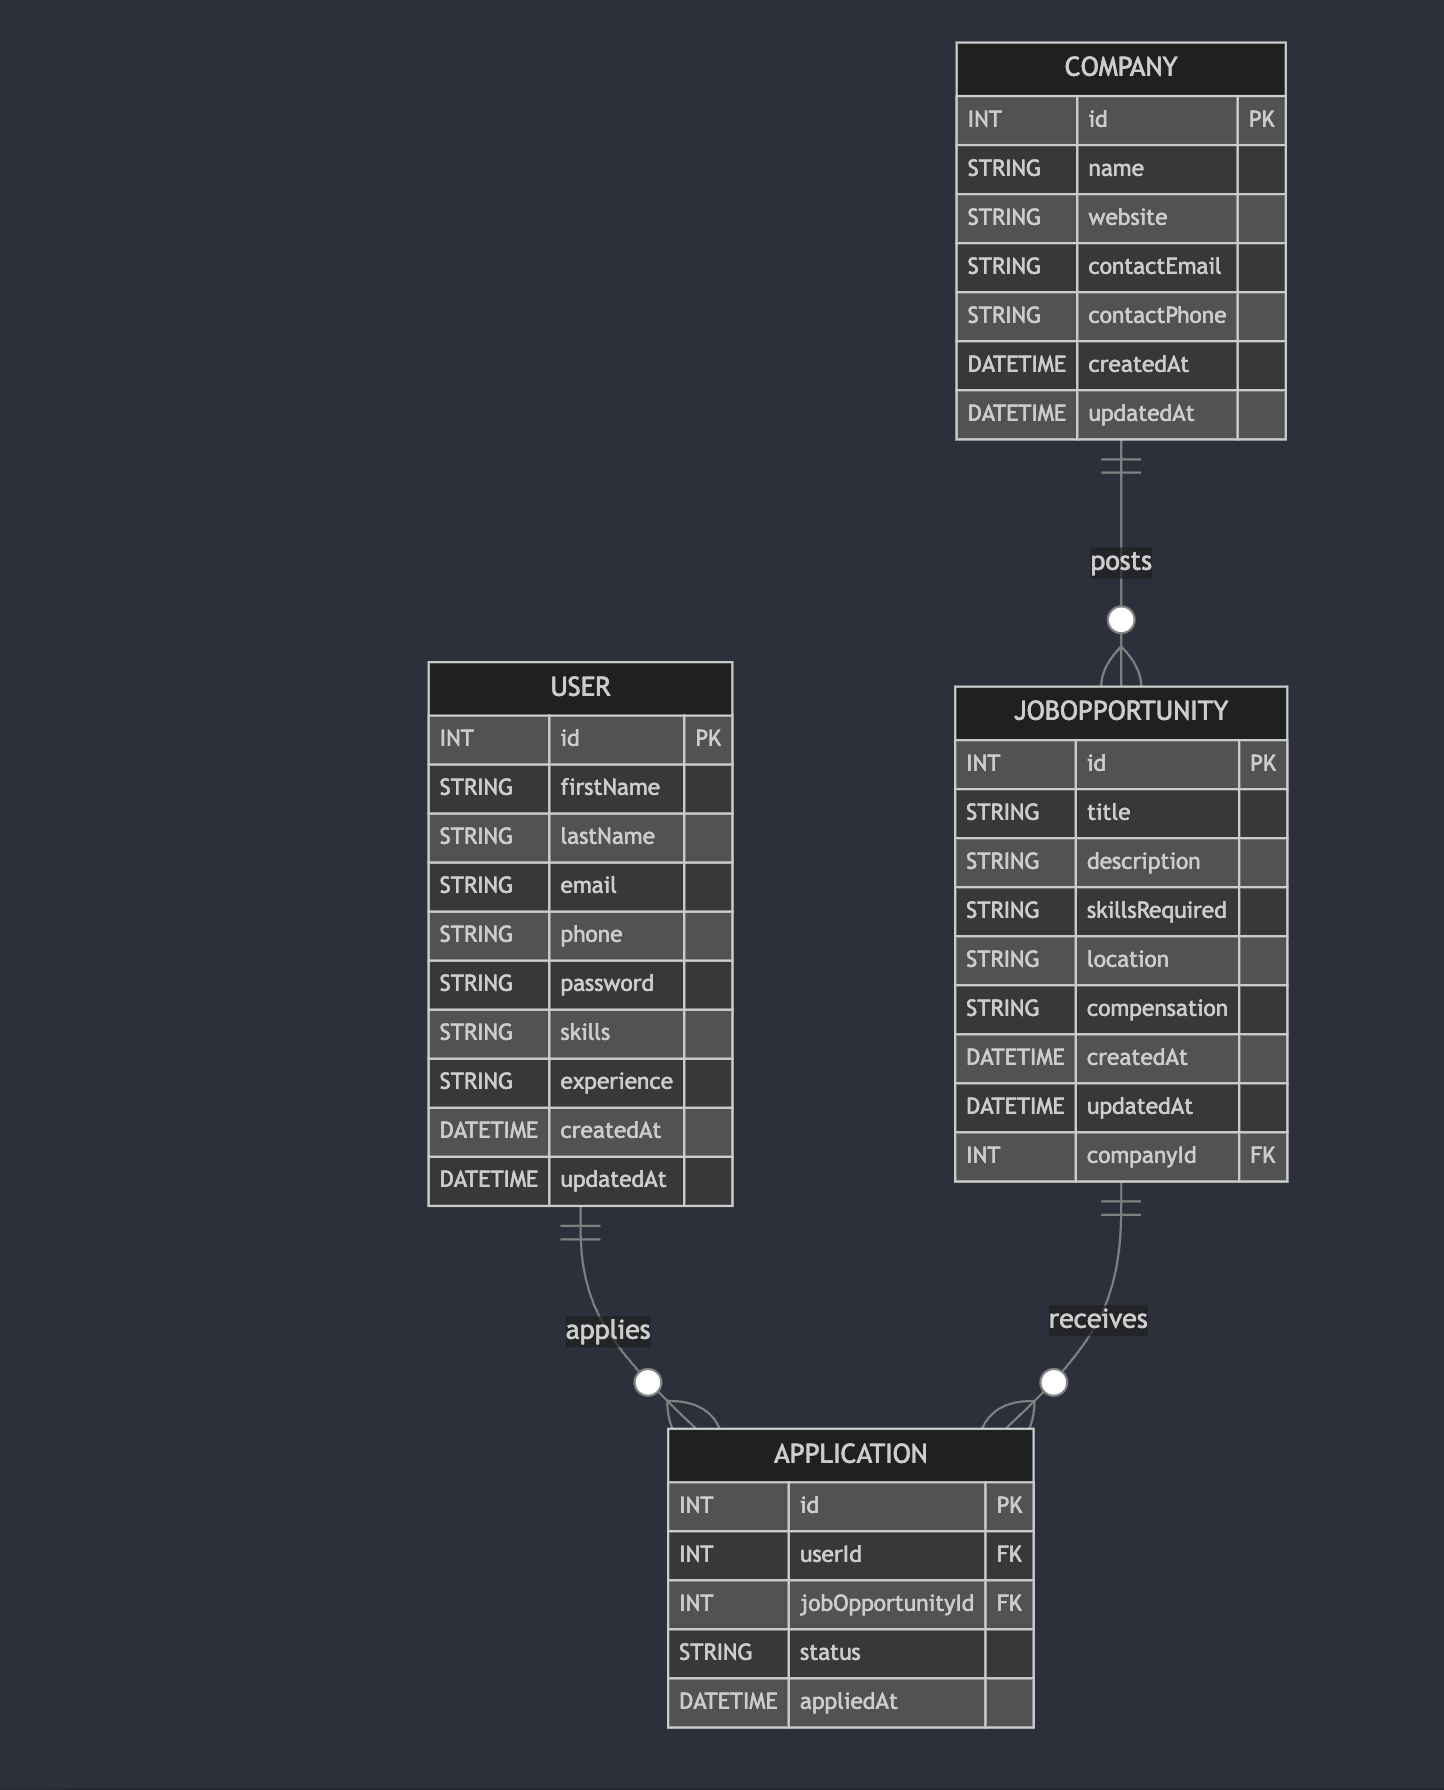 COMPANY
INT id PK
STRING name
STRING website
STRING contactEmail
STRING contactPhone
DATETIME createdAt
DATETIME updatedAt
posts
USER
INT id PK
STRING firstName
STRING lastName
STRING email
STRING phone
STRING password
STRING skills
STRING experience
DATETIME createdAt
DATETIME updatedAt
JOBOPPORTUNITY
INT id PK
STRING title
STRING description
STRING skillsRequired
STRING location
STRING compensation
DATETIME createdAt
DATETIME updatedAt
INT companyId FK
applies
receives
APPLICATION
INT id PK
INT userId FK
INT jobOpportunityId FK
STRING status
DATETIME appliedAt